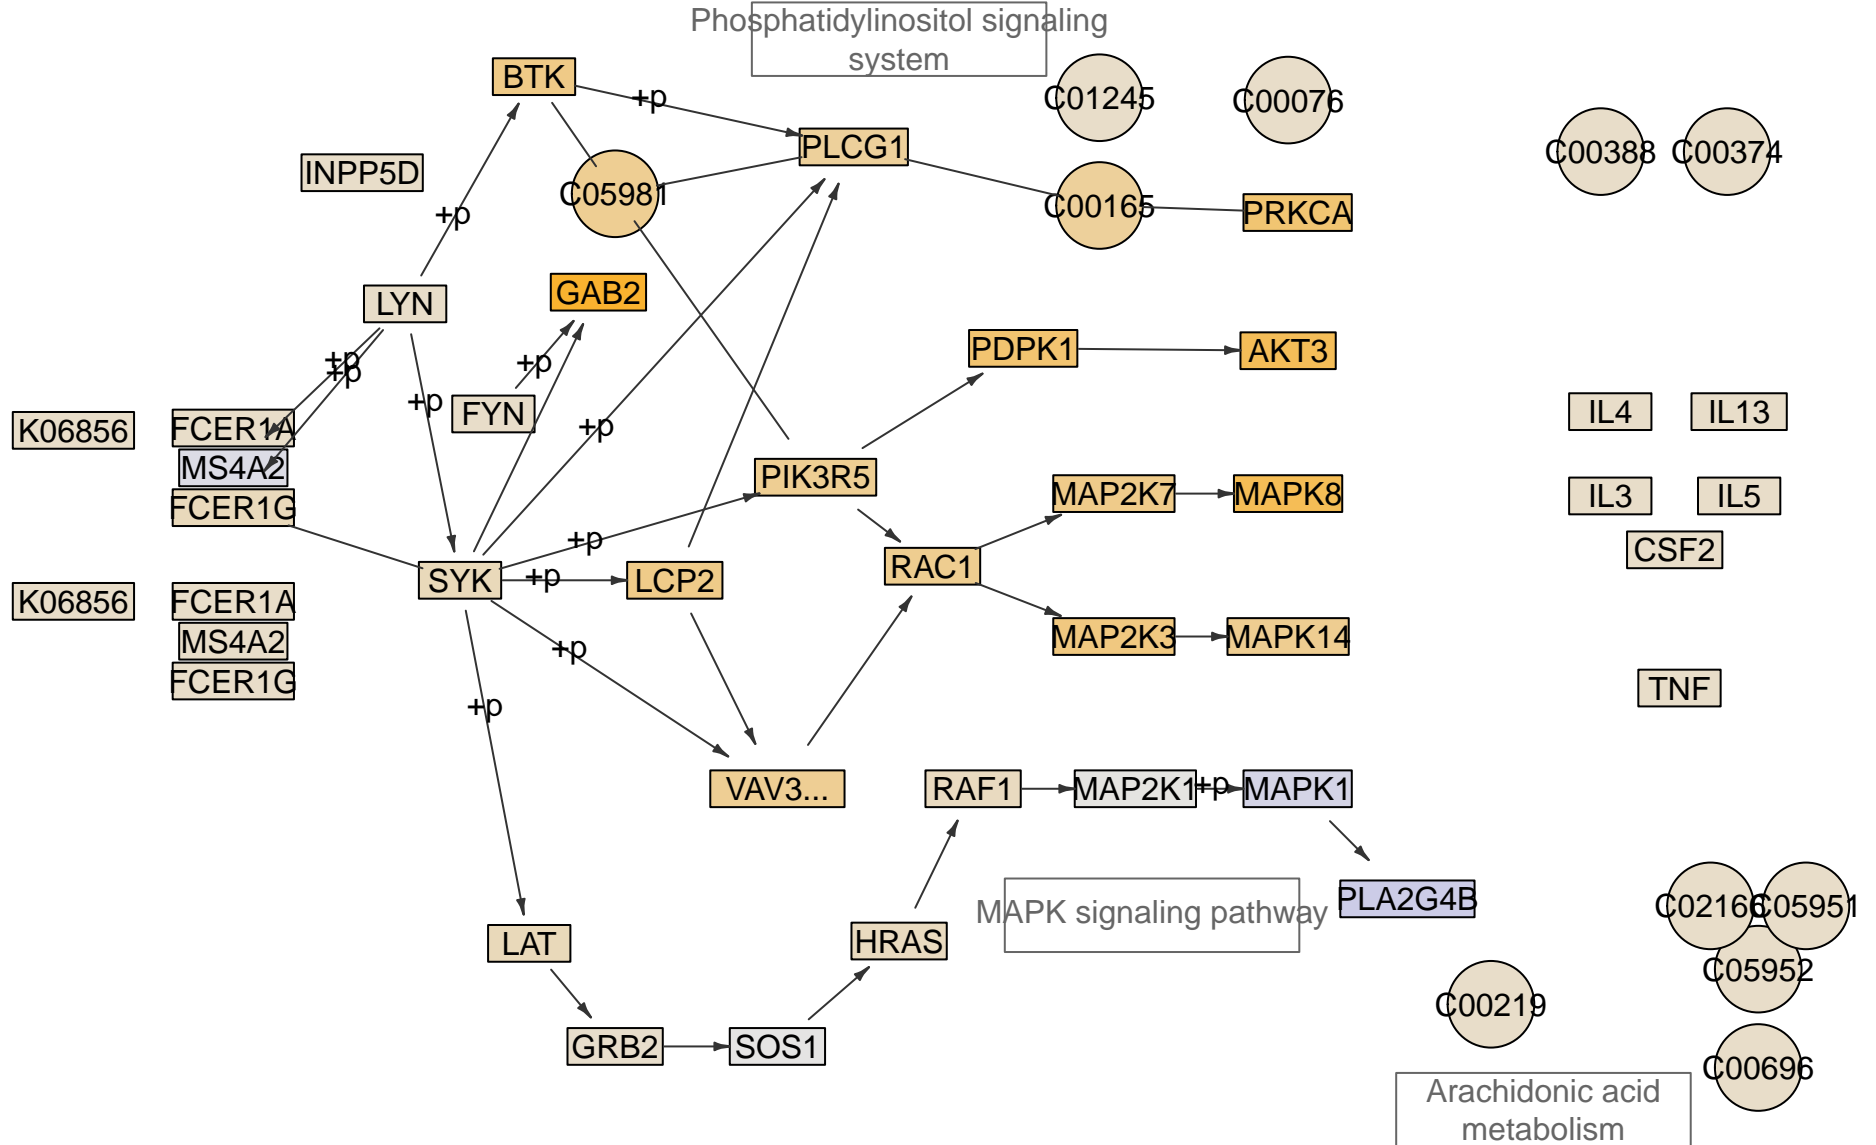 Phosphatidylinositol signaling
system
BTK
+p
C01245
C00076
PLCG1
C00388
C00374
INPP5D
C05981
C00165
PRKCA
+p
LYN
GAB2
+p
+p
+p
PDPK1
AKT3
+p
FYN
+p
K06856
FCER1A
MS4A2
FCER1G
IL4
IL13
PIK3R5
MAP2K7
MAPK8
IL3
IL5
+p
CSF2
SYK
+p
LCP2
RAC1
K06856
FCER1A
MS4A2
FCER1G
+p
MAP2K3
MAPK14
TNF
+p
VAV3...
RAF1
MAP2K1
+p
MAPK1
MAPK signaling pathway
PLA2G4B
C02166
C05951
C05952
LAT
HRAS
C00219
GRB2
SOS1
C00696
Arachidonic acid
metabolism